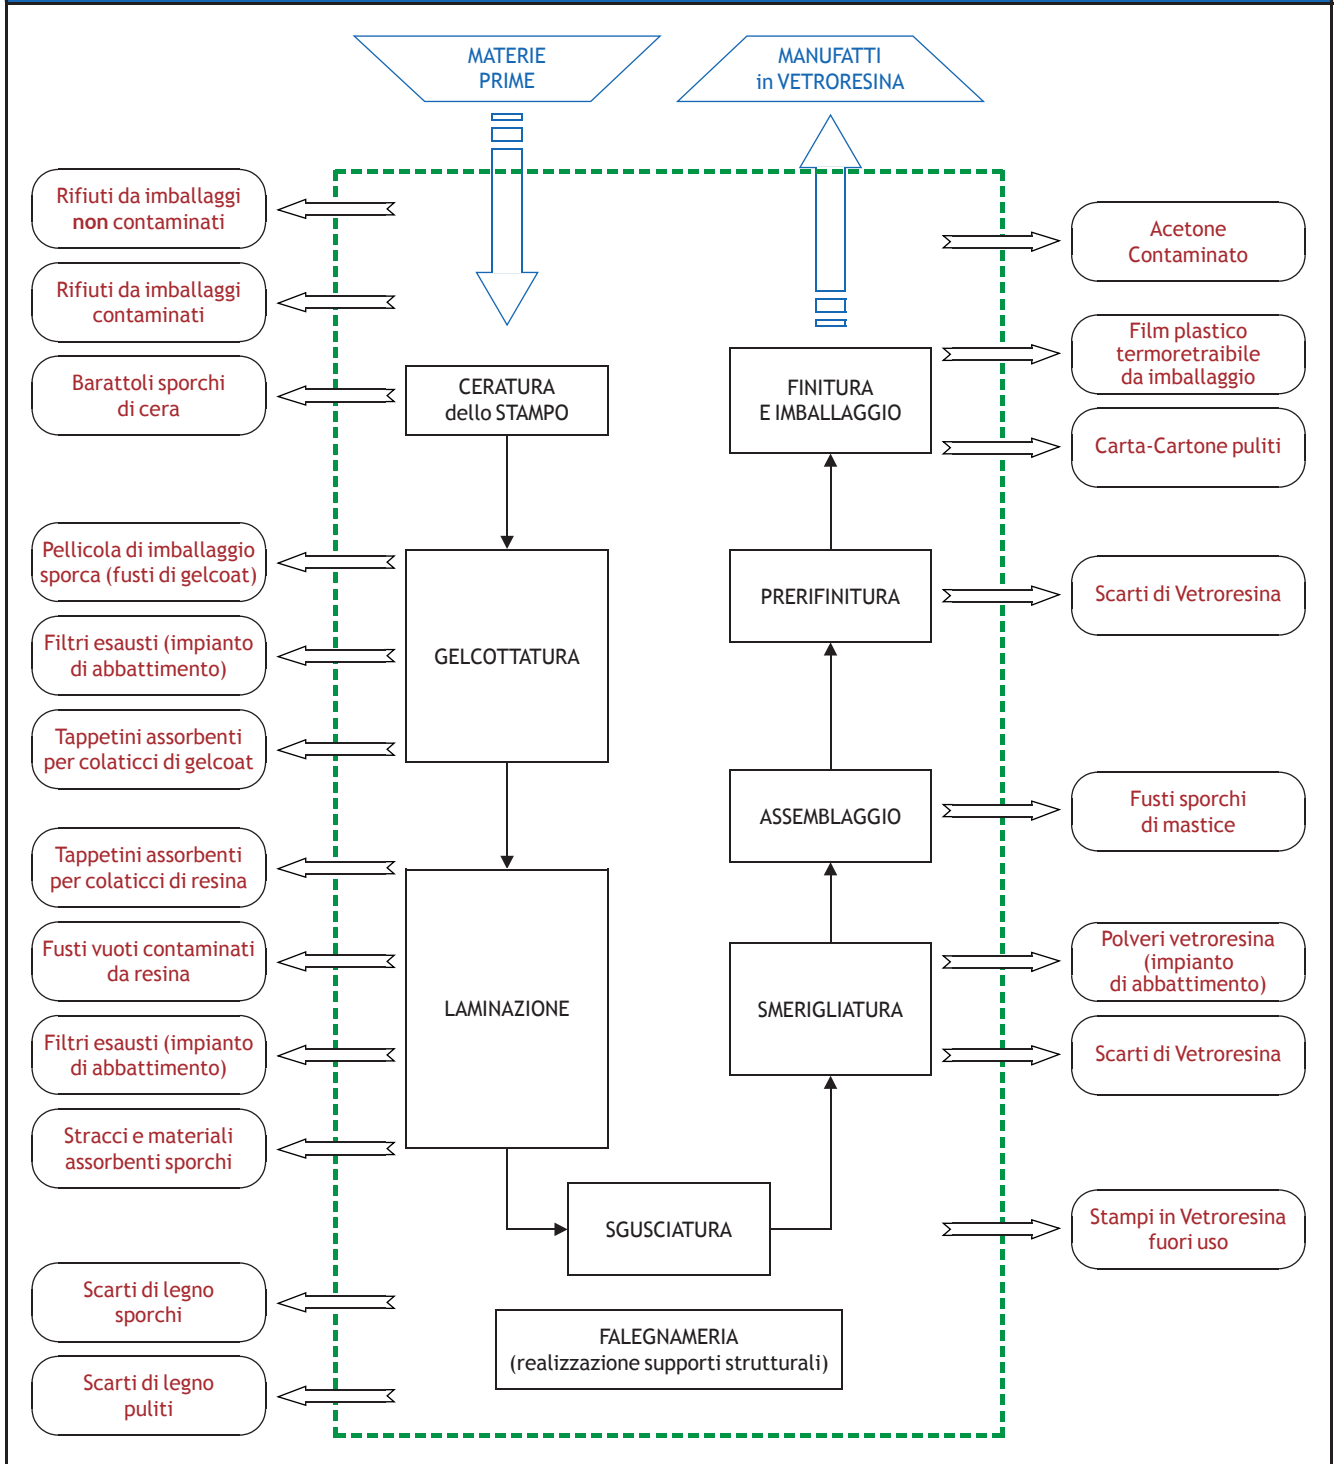 MATERIE
PRIME
MANUFATTI
in VETRORESINA
Rifiuti da imballaggi
non contaminati
Rifiuti da imballaggi
contaminati
Barattoli sporchi
di cera
Pellicola di imballaggio
sporca (fusti di gelcoat)
Filtri esausti (impianto
di abbattimento)
Tappetini assorbenti
per colaticci di gelcoat
Tappetini assorbenti
per colaticci di resina
Fusti vuoti contaminati
da resina
Filtri esausti (impianto
di abbattimento)
Stracci e materiali
assorbenti sporchi
Scarti di legno
sporchi
Scarti di legno
puliti
CERATURA
dello STAMPO
GELCOTTATURA
LAMINAZIONE
SGUSCIATURA
FALEGNAMERIA
(realizzazione supporti strutturali)
FINITURA
E IMBALLAGGIO
PRERIFINITURA
ASSEMBLAGGIO
SMERIGLIATURA
Acetone
Contaminato
Film plastico
termoretraibile
da imballaggio
Carta-Cartone puliti
Scarti di Vetroresina
Fusti sporchi
di mastice
Polveri vetroresina
(impianto
di abbattimento)
Scarti di Vetroresina
Stampi in Vetroresina
fuori uso